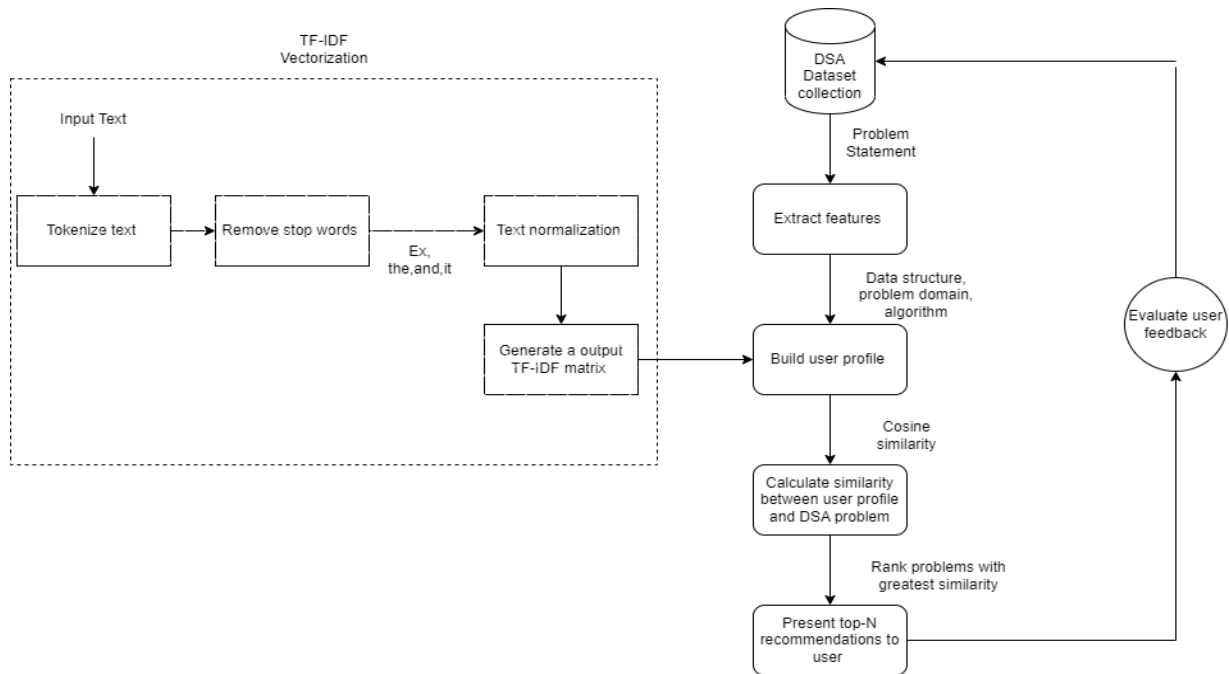 TF-IDF
Vectorization
Input Text
Tokenize text
Remove stop words
Ex,
the,and,it
Text normalization
Generate a output
TF-iDF matrix
DSA
Dataset
collection
Problem
Statement
Extract features
Data structure,
problem domain,
algorithm
Build user profile
Cosine
similarity
Calculate similarity
between user profile
and DSA problem
Rank problems with
greatest similarity
Present top-N
recommendations to
user
Evaluate user
feedback